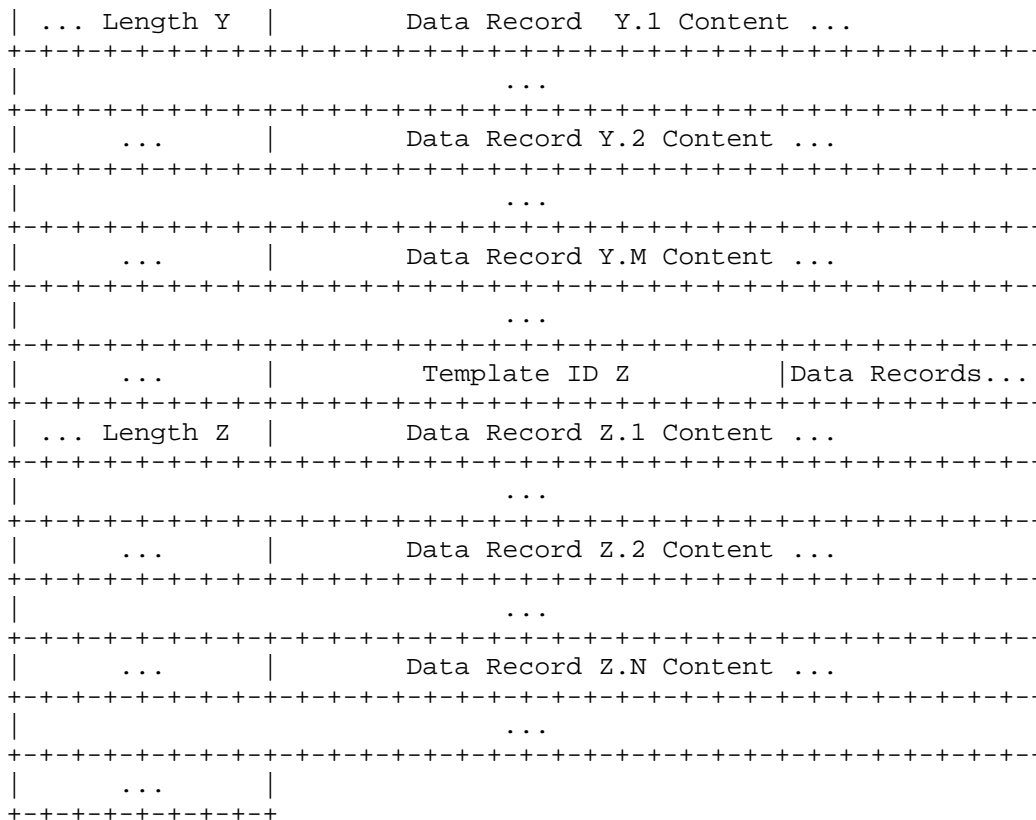 | ... Length Y  |        Data Record  Y.1 Content ...
+-+-+-+-+-+-+-+-+-+-+-+-+-+-+-+-+-+-+-+-+-+-+-+-+-+-+-+-+-+-+-+--
|                              ...
+-+-+-+-+-+-+-+-+-+-+-+-+-+-+-+-+-+-+-+-+-+-+-+-+-+-+-+-+-+-+-+--
|      ...      |        Data Record Y.2 Content ...
+-+-+-+-+-+-+-+-+-+-+-+-+-+-+-+-+-+-+-+-+-+-+-+-+-+-+-+-+-+-+-+--
|                              ...
+-+-+-+-+-+-+-+-+-+-+-+-+-+-+-+-+-+-+-+-+-+-+-+-+-+-+-+-+-+-+-+--
|      ...      |        Data Record Y.M Content ...
+-+-+-+-+-+-+-+-+-+-+-+-+-+-+-+-+-+-+-+-+-+-+-+-+-+-+-+-+-+-+-+--
|                              ...
+-+-+-+-+-+-+-+-+-+-+-+-+-+-+-+-+-+-+-+-+-+-+-+-+-+-+-+-+-+-+-+--
|      ...      |         Template ID Z         |Data Records...
+-+-+-+-+-+-+-+-+-+-+-+-+-+-+-+-+-+-+-+-+-+-+-+-+-+-+-+-+-+-+-+--
| ... Length Z  |        Data Record Z.1 Content ...
+-+-+-+-+-+-+-+-+-+-+-+-+-+-+-+-+-+-+-+-+-+-+-+-+-+-+-+-+-+-+-+--
|                              ...
+-+-+-+-+-+-+-+-+-+-+-+-+-+-+-+-+-+-+-+-+-+-+-+-+-+-+-+-+-+-+-+--
|      ...      |        Data Record Z.2 Content ...
+-+-+-+-+-+-+-+-+-+-+-+-+-+-+-+-+-+-+-+-+-+-+-+-+-+-+-+-+-+-+-+--
|                              ...
+-+-+-+-+-+-+-+-+-+-+-+-+-+-+-+-+-+-+-+-+-+-+-+-+-+-+-+-+-+-+-+--
|      ...      |        Data Record Z.N Content ...
+-+-+-+-+-+-+-+-+-+-+-+-+-+-+-+-+-+-+-+-+-+-+-+-+-+-+-+-+-+-+-+--
|                              ...
+-+-+-+-+-+-+-+-+-+-+-+-+-+-+-+-+-+-+-+-+-+-+-+-+-+-+-+-+-+-+-+--
|      ...      |
+-+-+-+-+-+-+-+-+